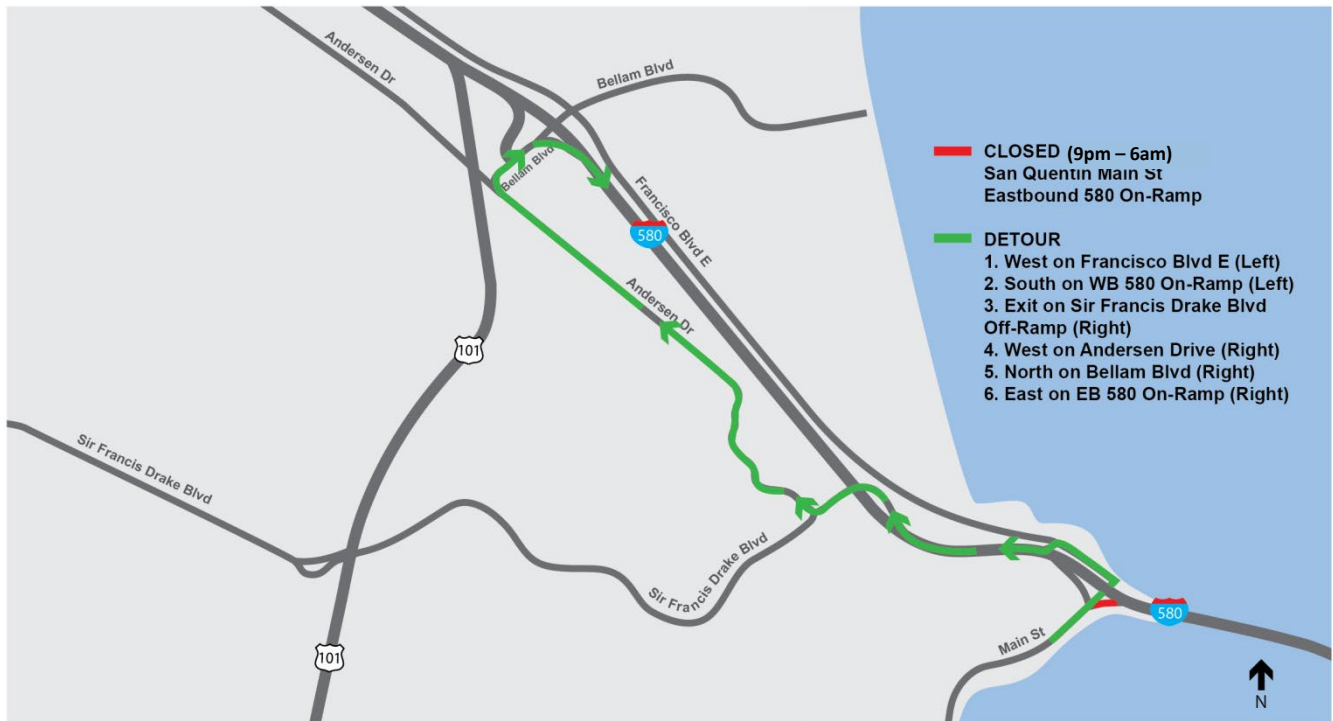 Andersen Dr
Bellam Blvd
Bellam Blvd
Francisco Blvd E
580
Andersen Dr
101
Sir Francis Drake Blvd
Sir Francis Drake Blvd
101
Main St
580
N
CLOSED (9pm – 6am)
San Quentin Main St
Eastbound 580 On-Ramp
DETOUR
1. West on Francisco Blvd E (Left)
2. South on WB 580 On-Ramp (Left)
3. Exit on Sir Francis Drake Blvd
Off-Ramp (Right)
4. West on Andersen Drive (Right)
5. North on Bellam Blvd (Right)
6. East on EB 580 On-Ramp (Right)